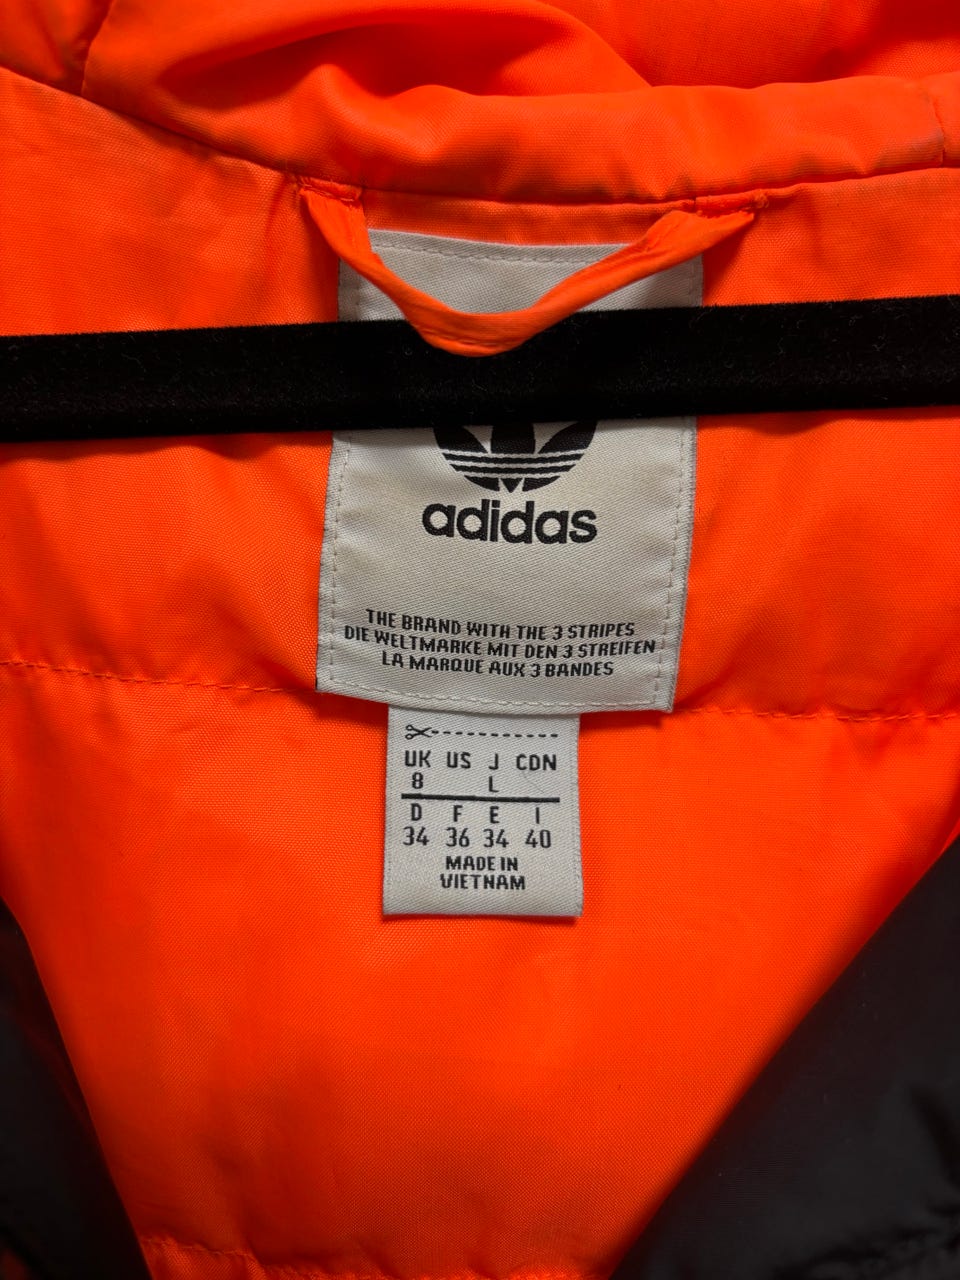 adidas
THE BRAND WITH THE 3 STRIPES
DIE WELTMARKE MIT DEN 3 STREIFEN
LA MARQUE AUX 3 BANDES
UK US J CDN
8 L
D F E I
34 36 34 40
MADE IN
VIETNAM